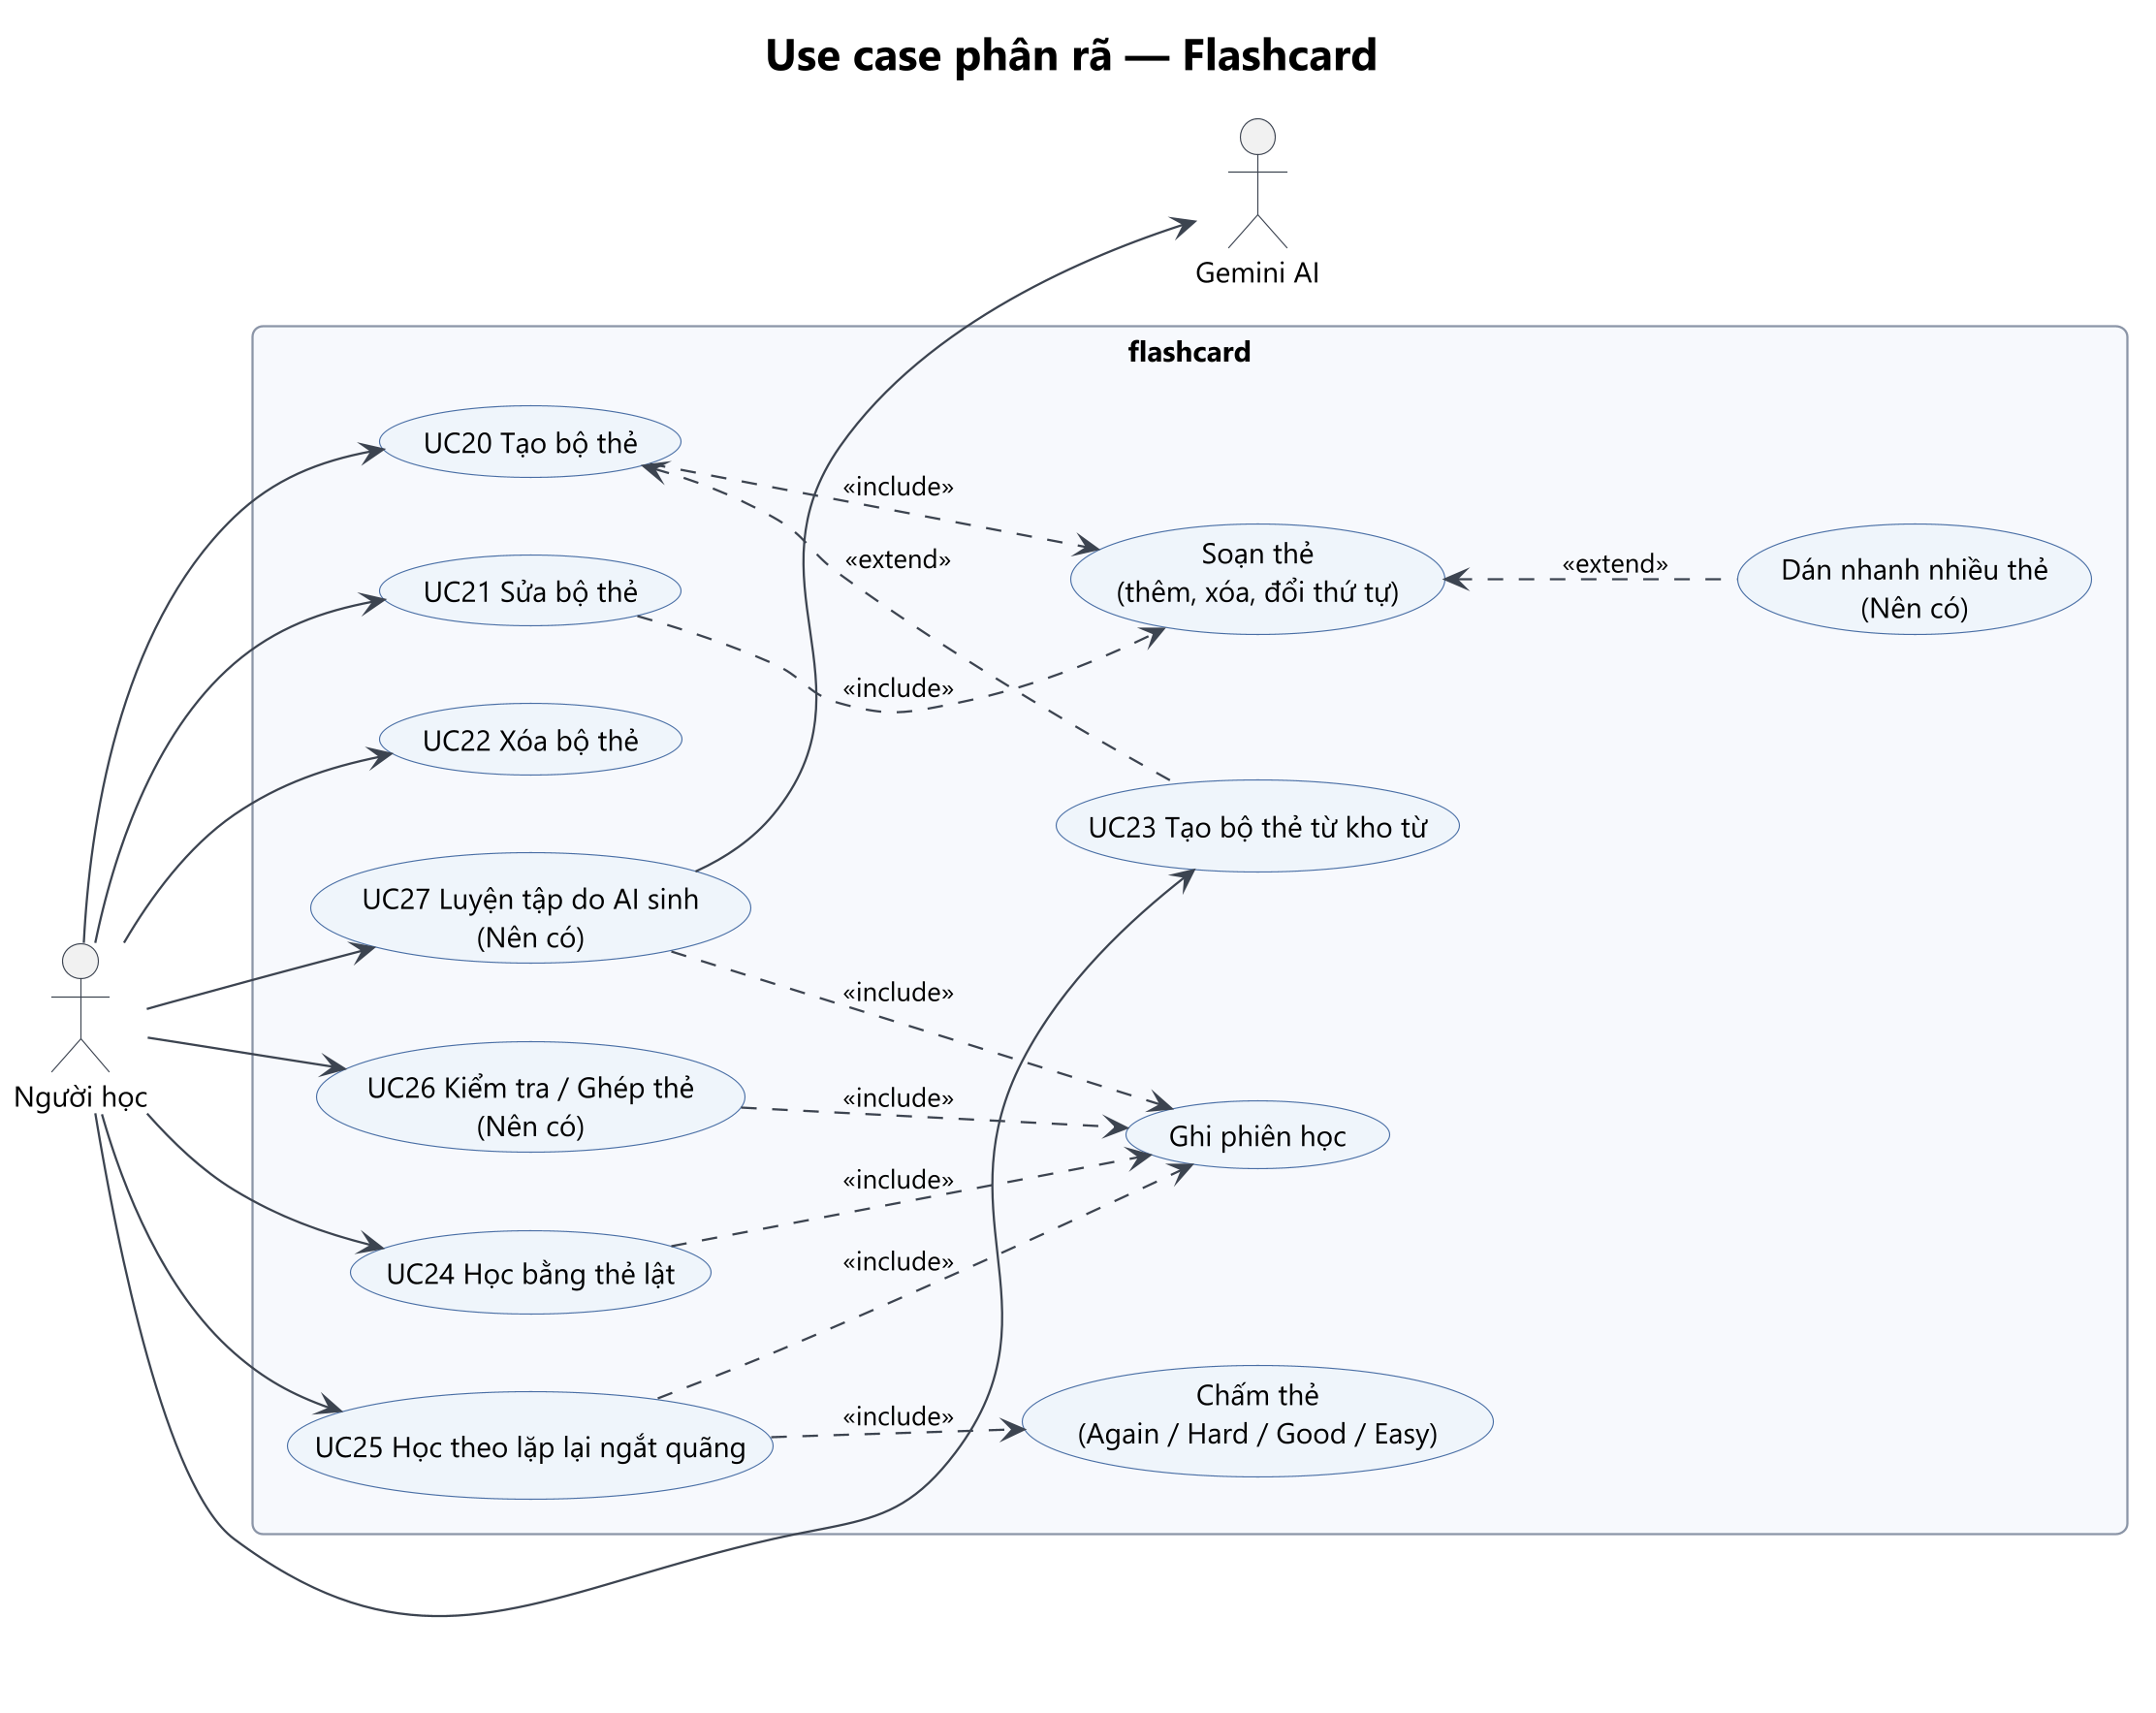 Use case phân rã — Flashcard
Gemini AI
flashcard
UC20 Tạo bộ thẻ
«include»
«extend»
Soạn thẻ
(thêm, xóa, đổi thứ tự)
«extend»
Dán nhanh nhiều thẻ
(Nên có)
UC21 Sửa bộ thẻ
«include»
UC22 Xóa bộ thẻ
UC23 Tạo bộ thẻ từ kho từ
UC27 Luyện tập do AI sinh
(Nên có)
«include»
Người học
UC26 Kiểm tra / Ghép thẻ
(Nên có)
«include»
Ghi phiên học
«include»
UC24 Học bằng thẻ lật
«include»
Chấm thẻ
(Again / Hard / Good / Easy)
«include»
UC25 Học theo lặp lại ngắt quãng